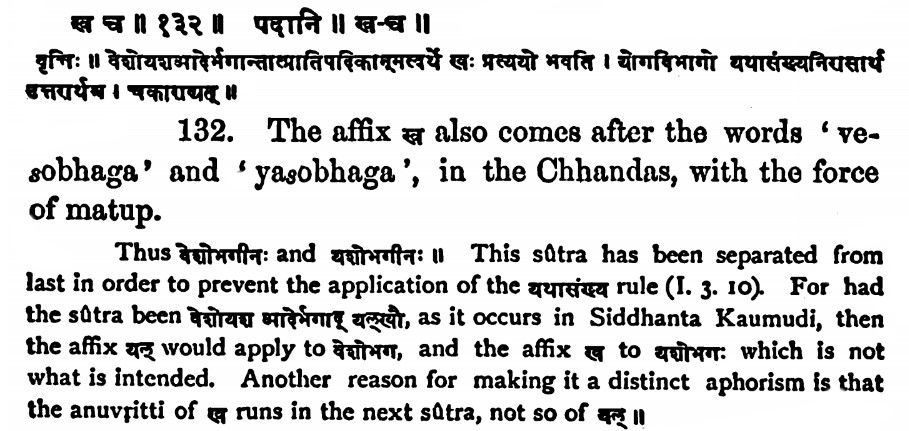 ख च ॥ १३२ ॥ पदानि ॥ ख-च ॥
वृत्तिः ॥ वेशोयशआदेर्भगान्तात्प्रातिपदिकान्मत्वर्थे खः प्रत्ययो भवति । योगविभागो यथासंख्यनिरासार्थ
उत्तरार्थश्च । चकाराद्यत् ॥
132. The affix ख also comes after the words ‘ ve-
sobhaga’ and ‘ yasobhaga ’, in the Chhandas, with the force
of matup.
Thus वेशोभगीनः and यशोभगीनः ॥ This sûtra has been separated from
last in order to prevent the application of the यथासंख्य rule (I. 3. 10). For had
the sûtra been वेशोयश आदेर्भगाद् यल्खौ, as it occurs in Siddhanta Kaumudi, then
the affix यल् would apply to वेशोभग, and the affix ख to यशोभगः which is not
what is intended. Another reason for making it a distinct aphorism is that
the anuvṛitti of ख runs in the next sûtra, not so of यल् ॥